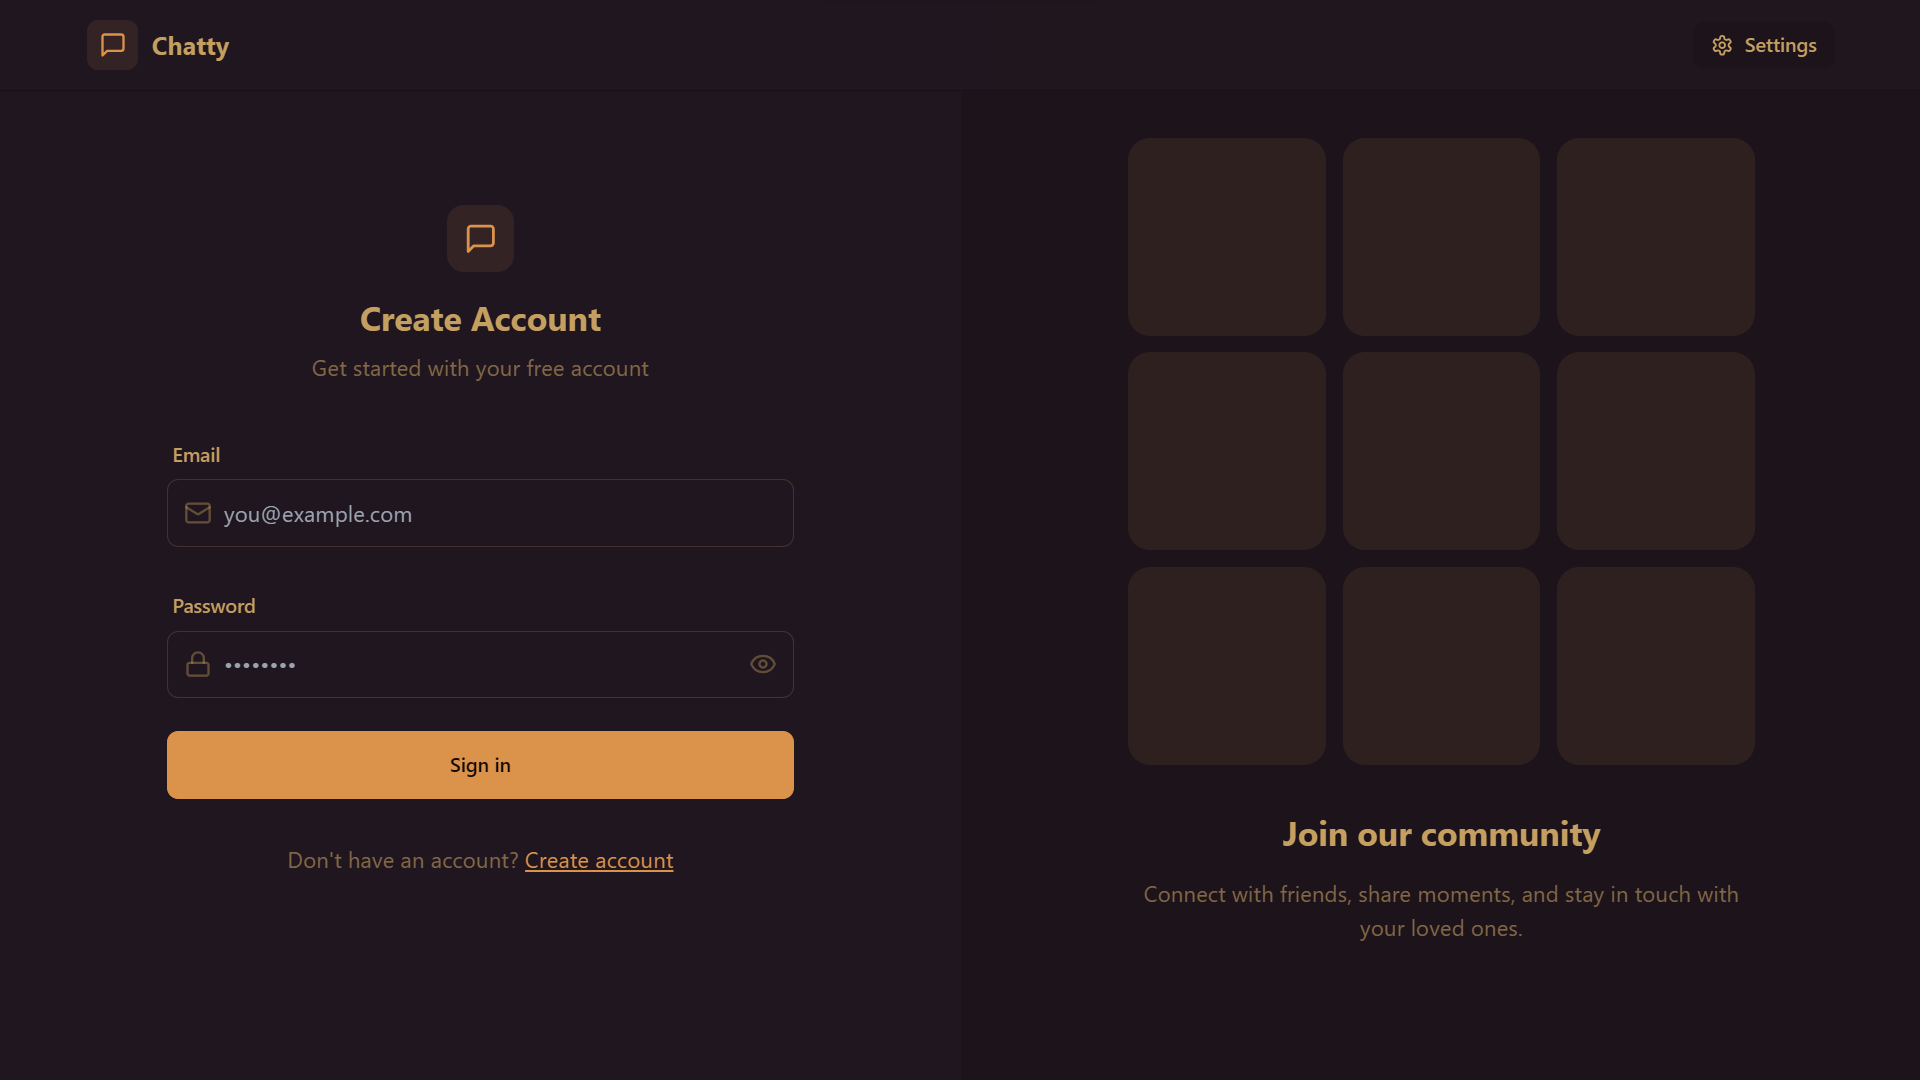 Chatty
Settings
Create Account
Get started with your free account
Email
you@example.com
Password
••••••••
Sign in
Don't have an account? Create account
Join our community
Connect with friends, share moments, and stay in touch with
your loved ones.